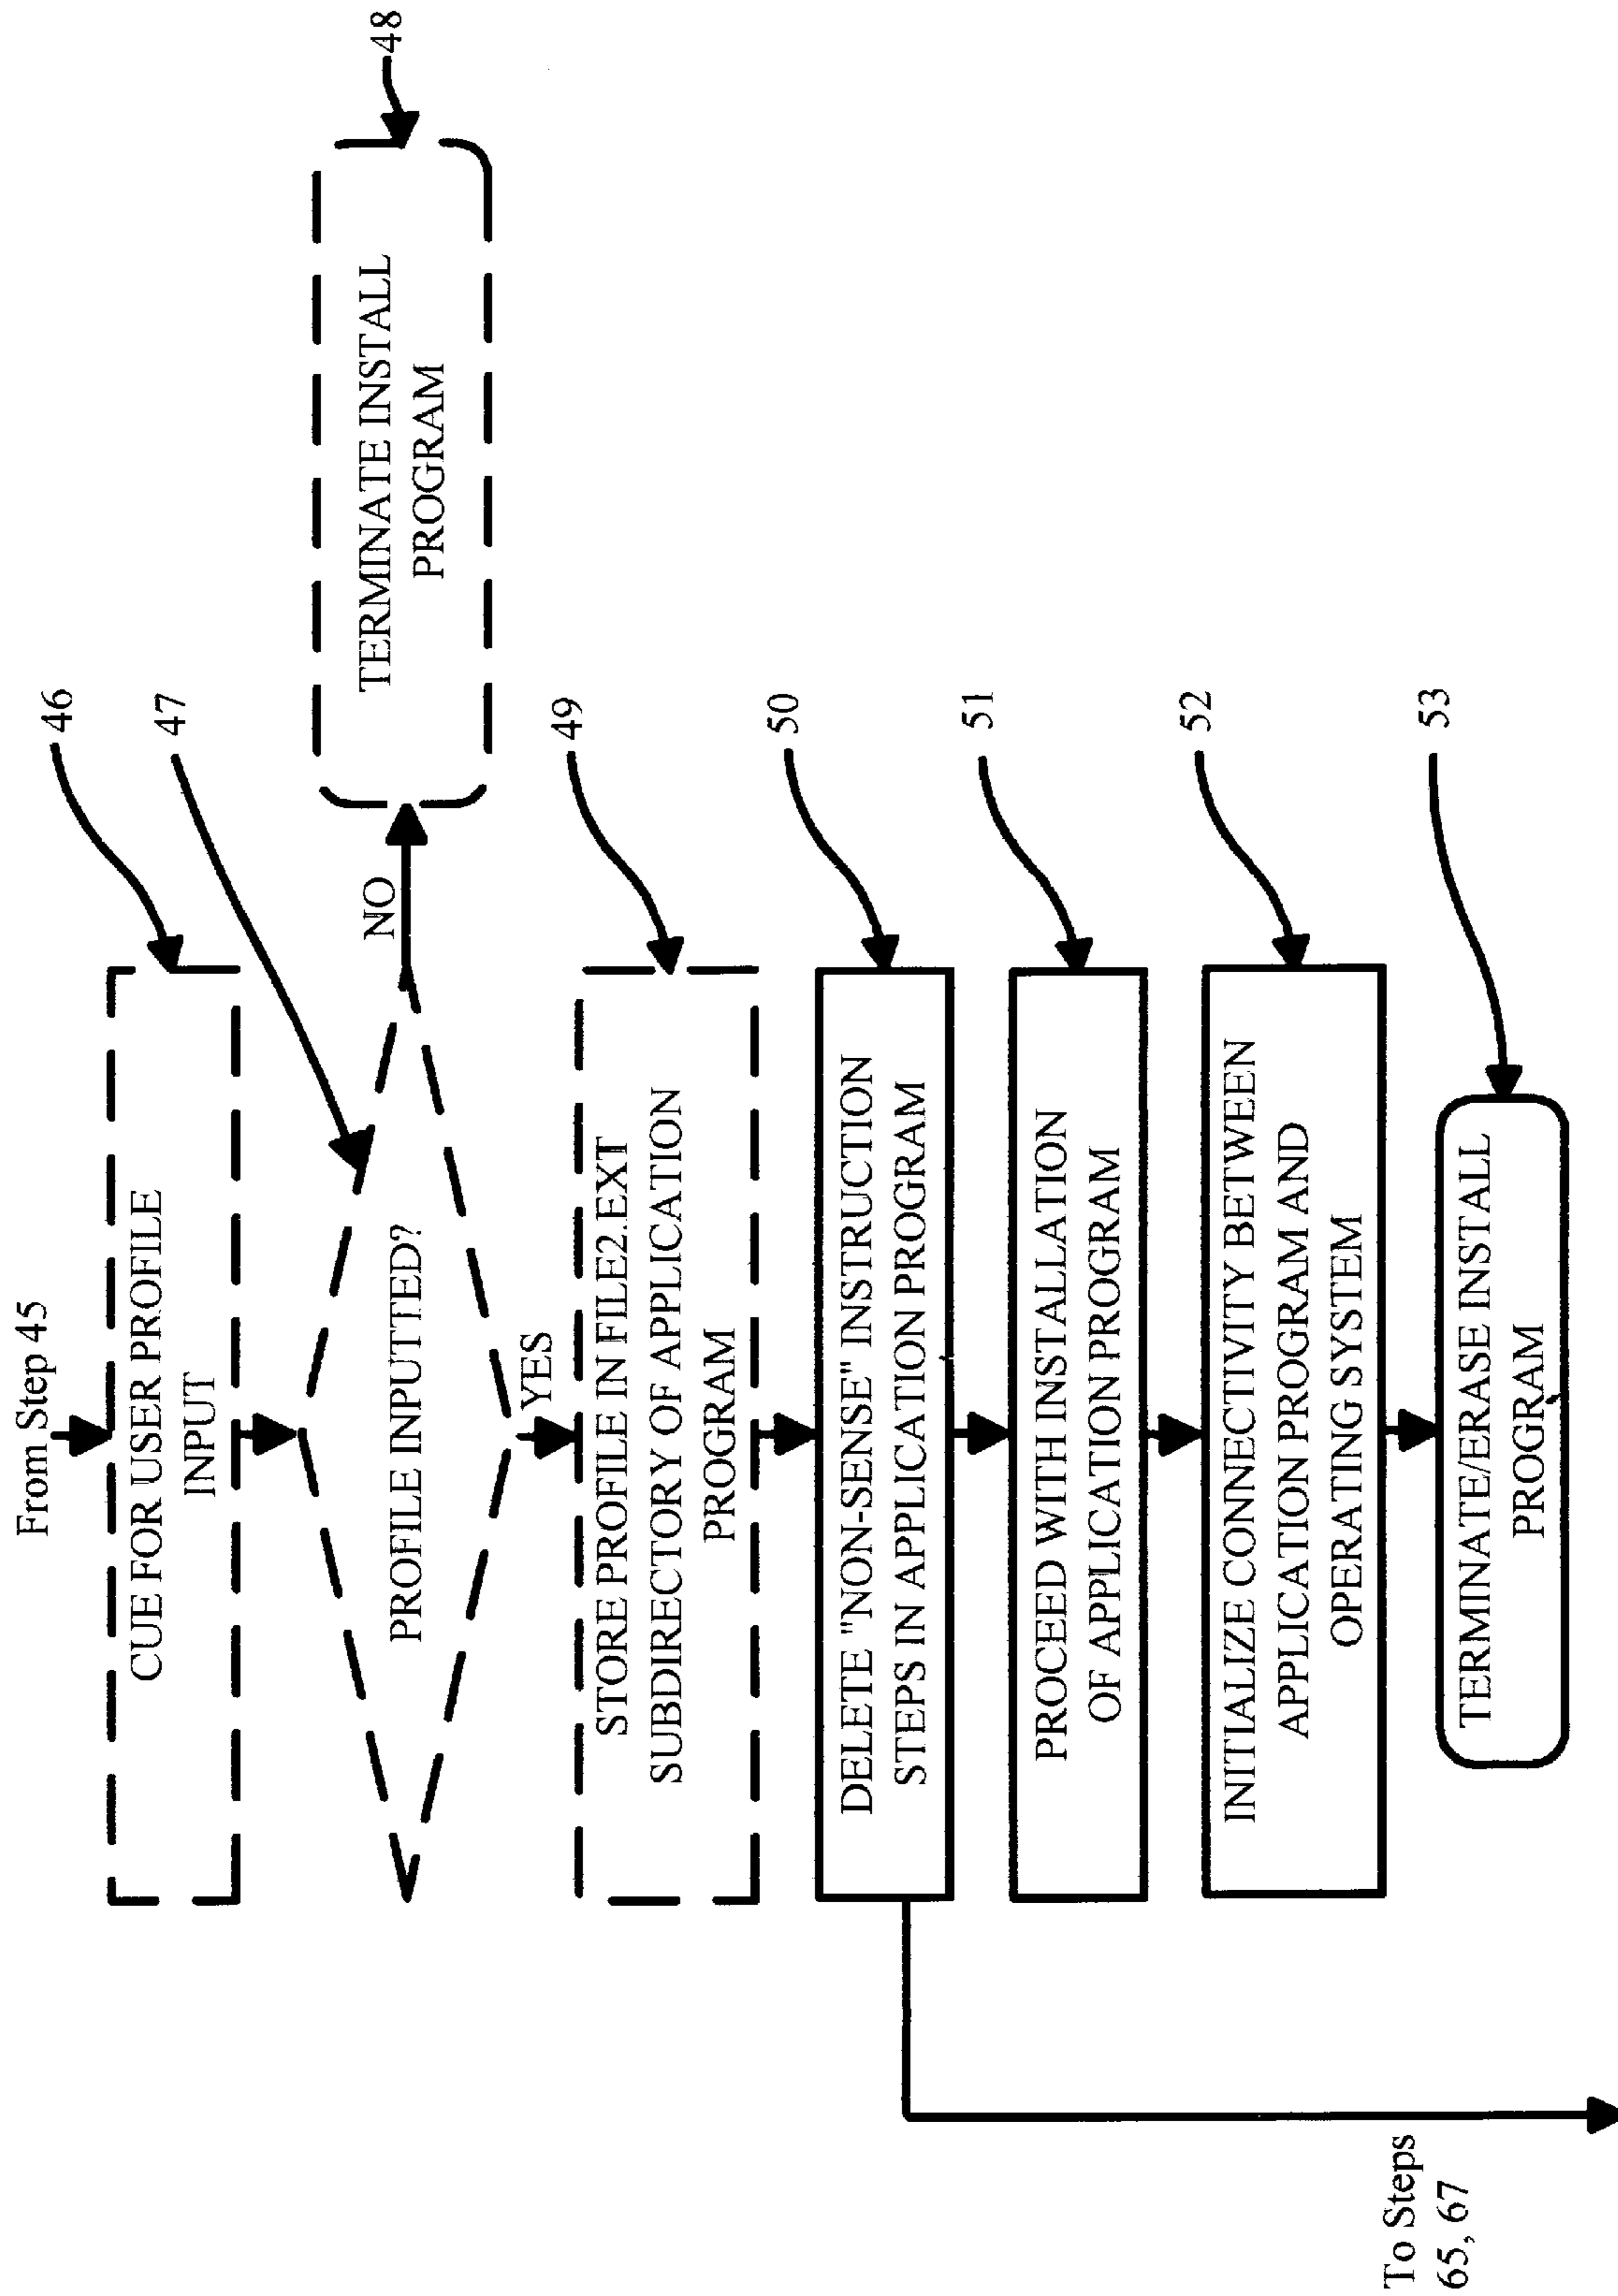 From Step 45
CUE FOR USER PROFILE
INPUT
46
47
PROFILE INPUTTED?
NO
TERMINATE INSTALL
PROGRAM
48
YES
STORE PROFILE IN FILE2.EXT
SUBDIRECTORY OF APPLICATION
PROGRAM
49
DELETE "NON-SENSE" INSTRUCTION
STEPS IN APPLICATION PROGRAM
50
PROCEED WITH INSTALLATION
OF APPLICATION PROGRAM
51
INITIALIZE CONNECTIVITY BETWEEN
APPLICATION PROGRAM AND
OPERATING SYSTEM
52
TERMINATE/ERASE INSTALL
PROGRAM
53
To Steps
65, 67